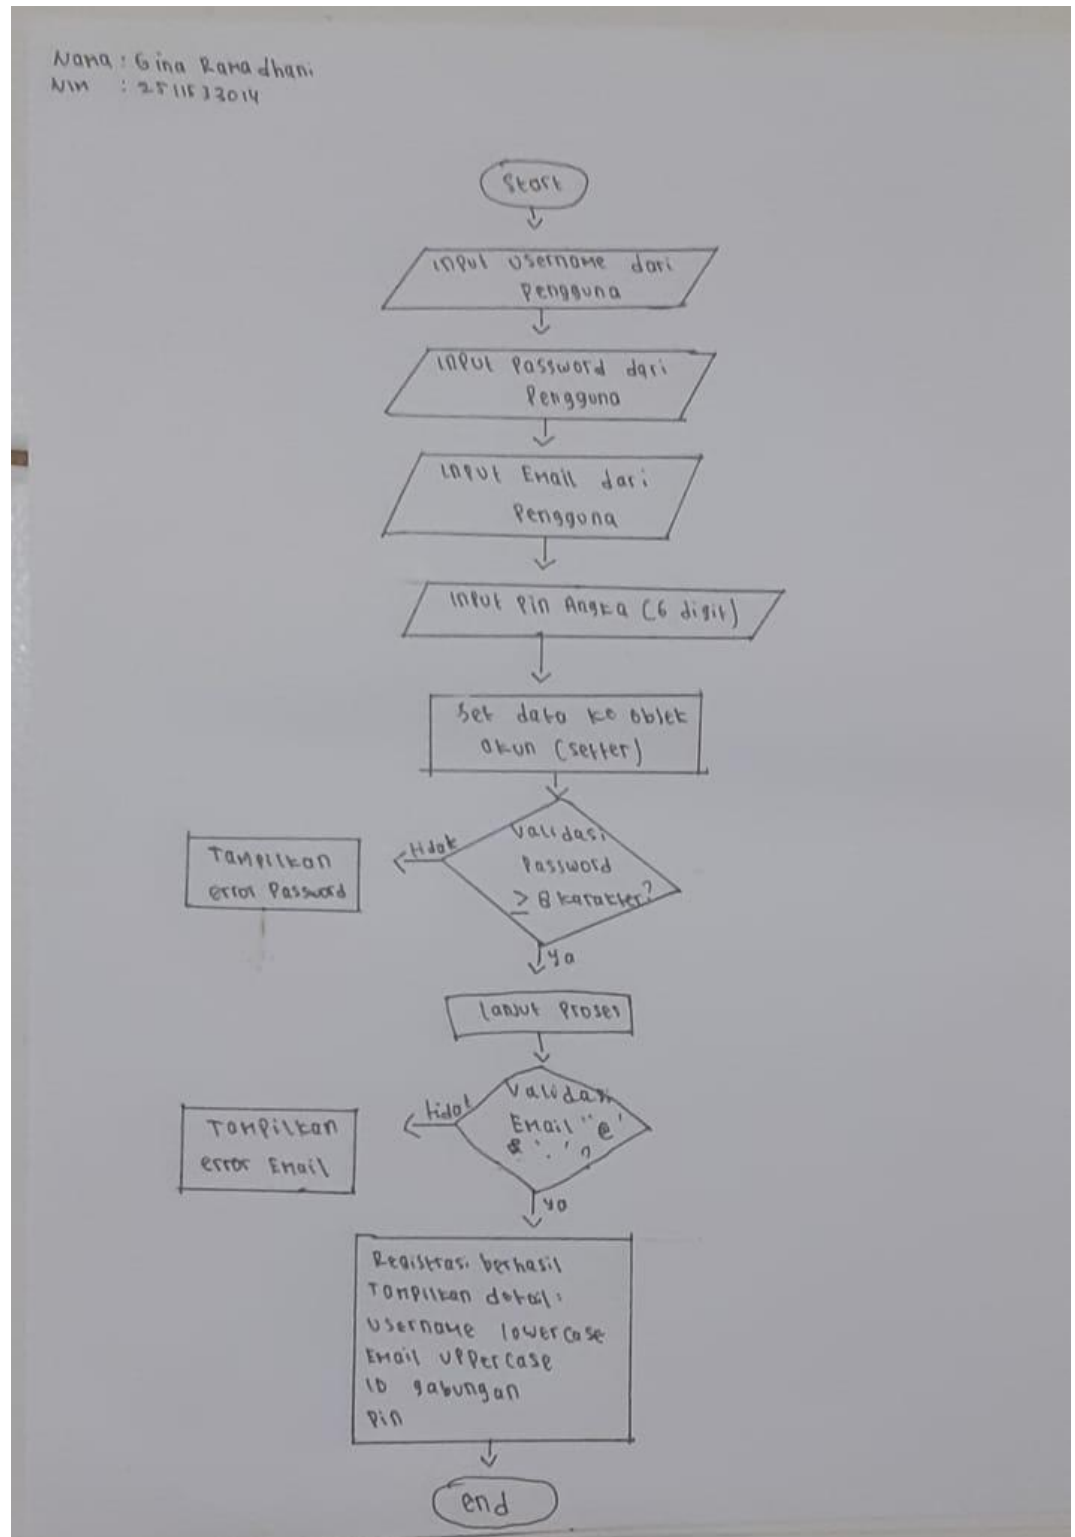 Nama : Gina Ramadhani
NIM : 2511533014
Start
Input Username dari
Pengguna
Input Password dari
Pengguna
Input Email dari
Pengguna
Input Pin Angka (6 digit)
Set data ke objek
akun (setter)
Validasi
Password
≥ 8 karakter?
tidak
Tampilkan
error Password
ya
lanjut Proses
Validasi
Email "@'
& '.' ?
tidak
Tampilkan
error Email
ya
Registrasi berhasil
Tampilkan detail:
Username lowercase
Email Uppercase
ID gabungan
Pin
end